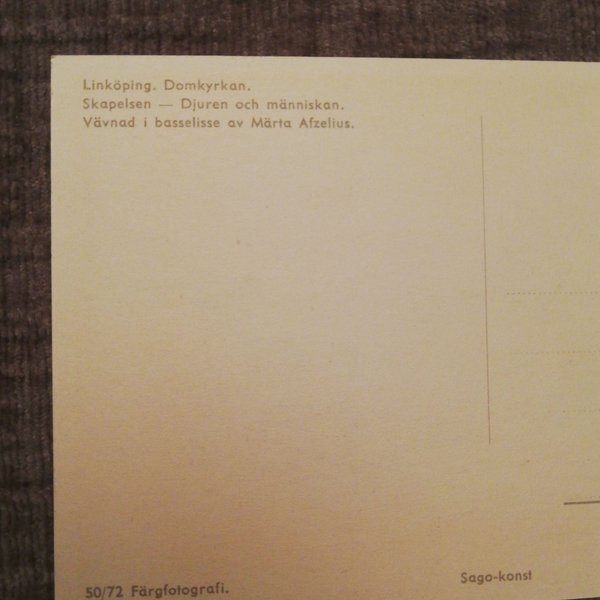 Linköping. Domkyrkan.
Skapelsen — Djuren och människan.
Vävnad i basselisse av Märta Afzelius.
50/72 Färgfotografi.
Sago-konst